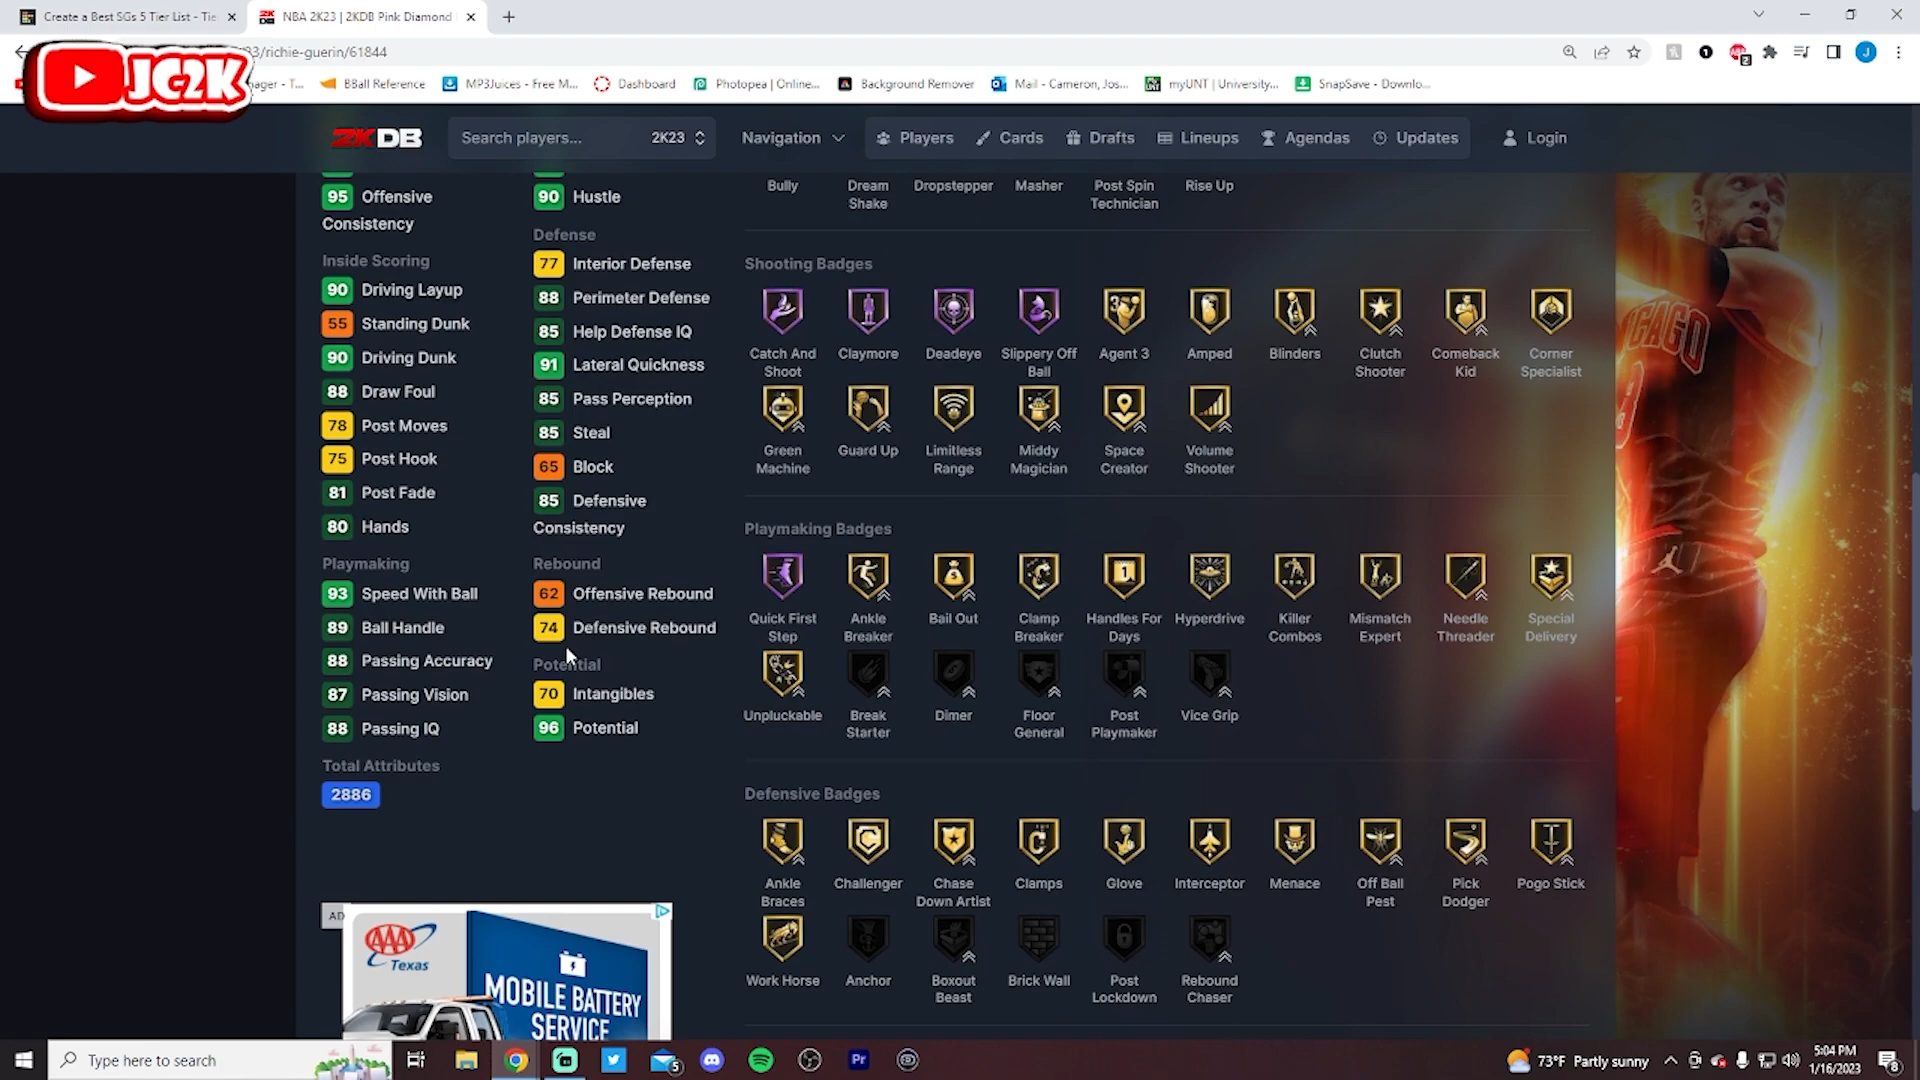 Create a Best SGs 5 Tier List - Tie
NBA 2K23 | 2KDB Pink Diamond
3/richie-guerin/61844
JC2K
ager - T...
BBall Reference
MP3Juices - Free M...
Dashboard
Photopea | Online...
Background Remover
Mail - Cameron, Jos...
myUNT | University...
SnapSave - Downlo...
2KDB
Search players...
2K23
Navigation
Players
Cards
Drafts
Lineups
Agendas
Updates
Login
95 Offensive Consistency
Inside Scoring
90 Driving Layup
55 Standing Dunk
90 Driving Dunk
88 Draw Foul
78 Post Moves
75 Post Hook
81 Post Fade
80 Hands
Playmaking
93 Speed With Ball
89 Ball Handle
88 Passing Accuracy
87 Passing Vision
88 Passing IQ
Total Attributes
2886
90 Hustle
Defense
77 Interior Defense
88 Perimeter Defense
85 Help Defense IQ
91 Lateral Quickness
85 Pass Perception
85 Steal
65 Block
85 Defensive Consistency
Rebound
62 Offensive Rebound
74 Defensive Rebound
Potential
70 Intangibles
96 Potential
Bully
Dream Shake
Dropstepper
Masher
Post Spin Technician
Rise Up
Shooting Badges
Catch And Shoot
Claymore
Deadeye
Slippery Off Ball
Agent 3
Amped
Blinders
Clutch Shooter
Comeback Kid
Corner Specialist
Green Machine
Guard Up
Limitless Range
Middy Magician
Space Creator
Volume Shooter
Playmaking Badges
Quick First Step
Ankle Breaker
Bail Out
Clamp Breaker
Handles For Days
Hyperdrive
Killer Combos
Mismatch Expert
Needle Threader
Special Delivery
Unpluckable
Break Starter
Dimer
Floor General
Post Playmaker
Vice Grip
Defensive Badges
Ankle Braces
Challenger
Chase Down Artist
Clamps
Glove
Interceptor
Menace
Off Ball Pest
Pick Dodger
Pogo Stick
Work Horse
Anchor
Boxout Beast
Brick Wall
Post Lockdown
Rebound Chaser
AD
AAA
Texas
MOBILE BATTERY
SERVICE
CHICAGO
Type here to search
73°F Partly sunny
5:04 PM
1/16/2023